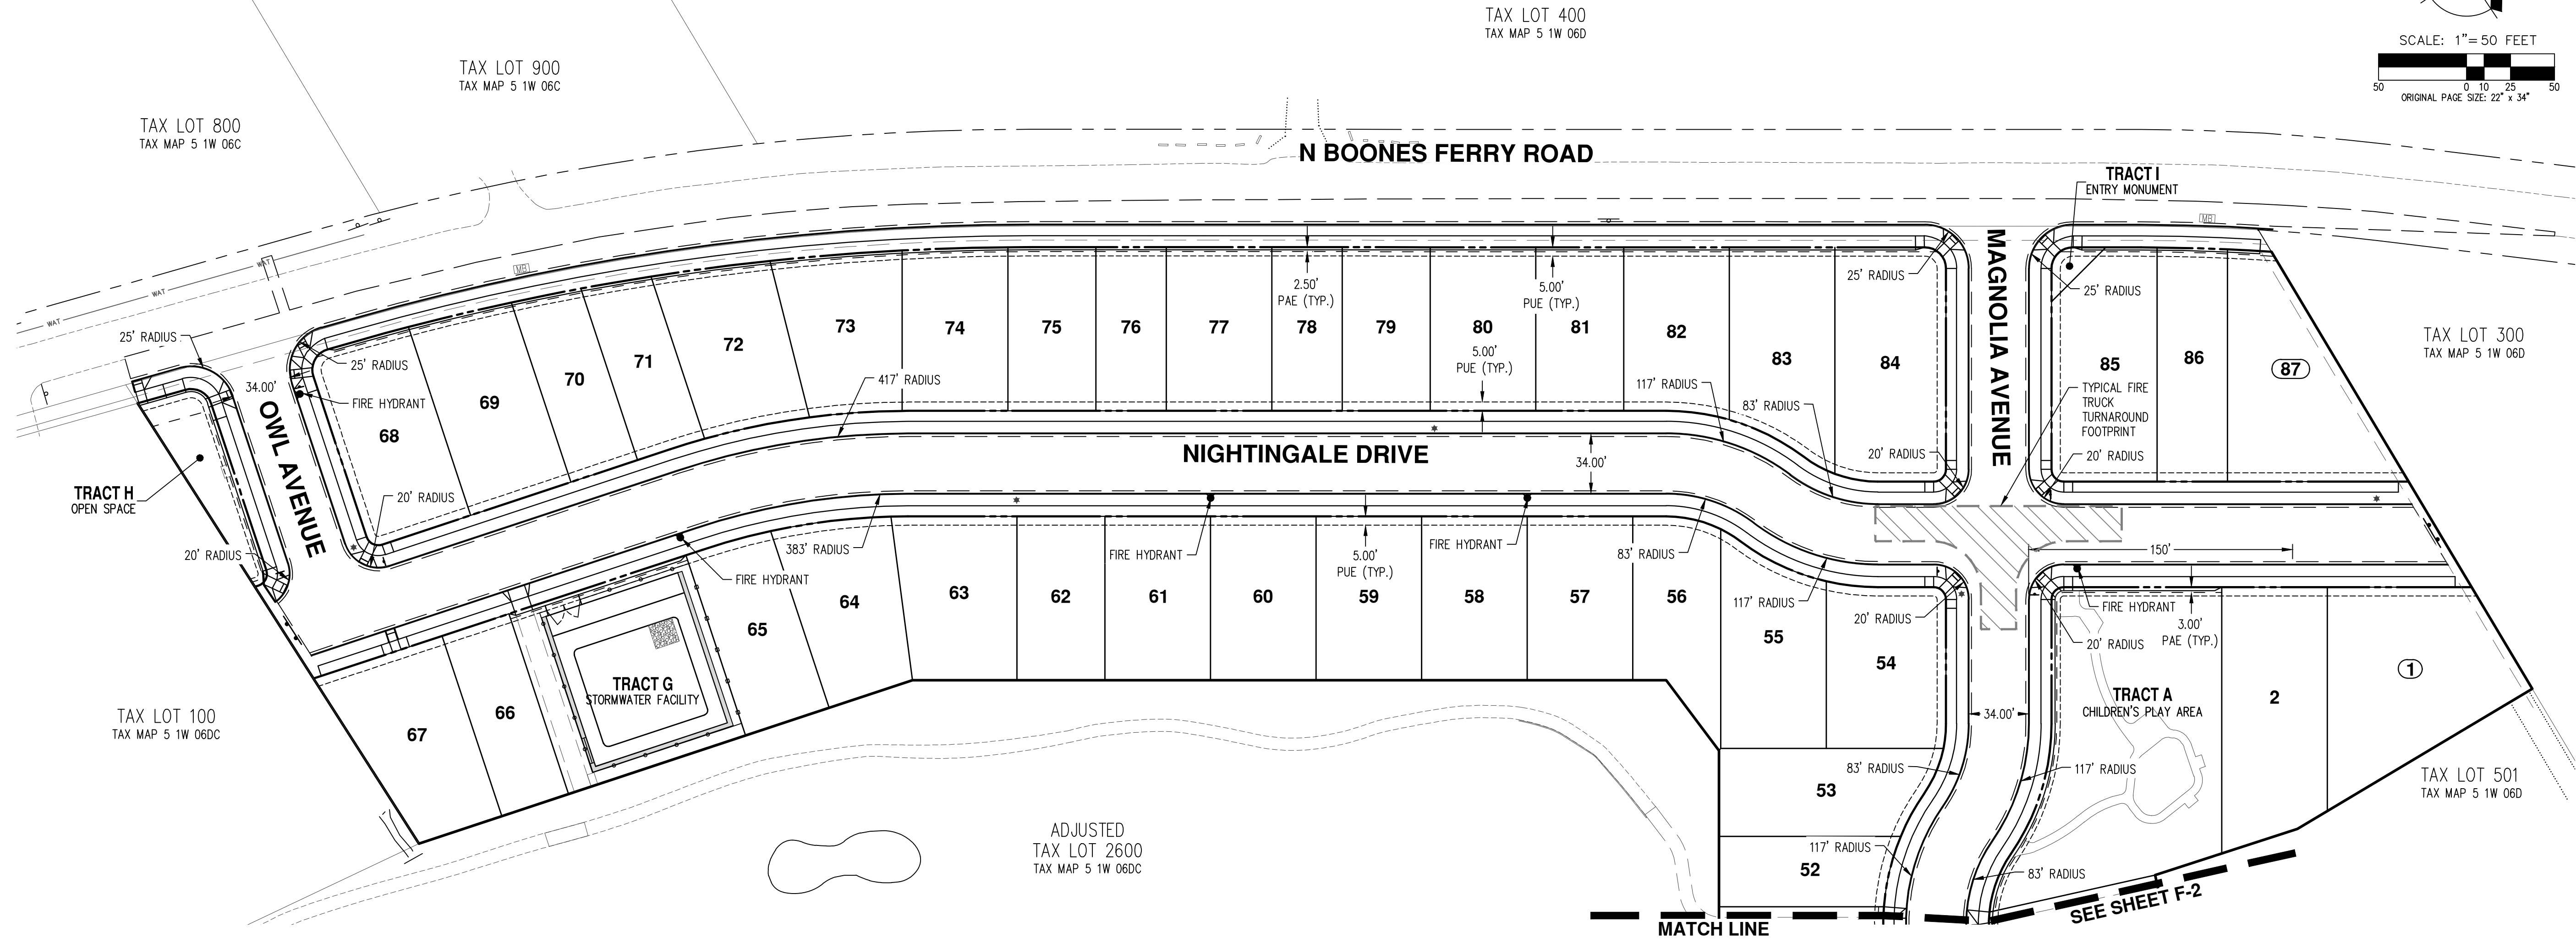 TAX LOT 400
TAX MAP 5 1W 06D
SCALE: 1"=50 FEET
50 0 10 25 50
ORIGINAL PAGE SIZE: 22" x 34"
TAX LOT 900
TAX MAP 5 1W 06C
TAX LOT 800
TAX MAP 5 1W 06C
N BOONES FERRY ROAD
TRACT I
ENTRY MONUMENT
MB
MB
WAT
WAT
WAT
25' RADIUS
25' RADIUS
34.00'
FIRE HYDRANT
OWL AVENUE
TRACT H
OPEN SPACE
20' RADIUS
20' RADIUS
68
69
70
71
72
73
74
75
76
77
78
79
80
81
82
83
84
2.50'
PAE (TYP.)
5.00'
PUE (TYP.)
5.00'
PUE (TYP.)
417' RADIUS
117' RADIUS
83' RADIUS
25' RADIUS
20' RADIUS
MAGNOLIA AVENUE
25' RADIUS
85
86
87
TYPICAL FIRE
TRUCK
TURNAROUND
FOOTPRINT
20' RADIUS
TAX LOT 300
TAX MAP 5 1W 06D
NIGHTINGALE DRIVE
34.00'
150'
383' RADIUS
FIRE HYDRANT
FIRE HYDRANT
5.00'
PUE (TYP.)
FIRE HYDRANT
83' RADIUS
117' RADIUS
20' RADIUS
FIRE HYDRANT
3.00'
PAE (TYP.)
20' RADIUS
67
66
TRACT G
STORMWATER FACILITY
65
64
63
62
61
60
59
58
57
56
55
54
53
52
34.00'
TRACT A
CHILDREN'S PLAY AREA
2
1
83' RADIUS
117' RADIUS
117' RADIUS
83' RADIUS
TAX LOT 100
TAX MAP 5 1W 06DC
ADJUSTED
TAX LOT 2600
TAX MAP 5 1W 06DC
TAX LOT 501
TAX MAP 5 1W 06D
MATCH LINE
SEE SHEET F-2